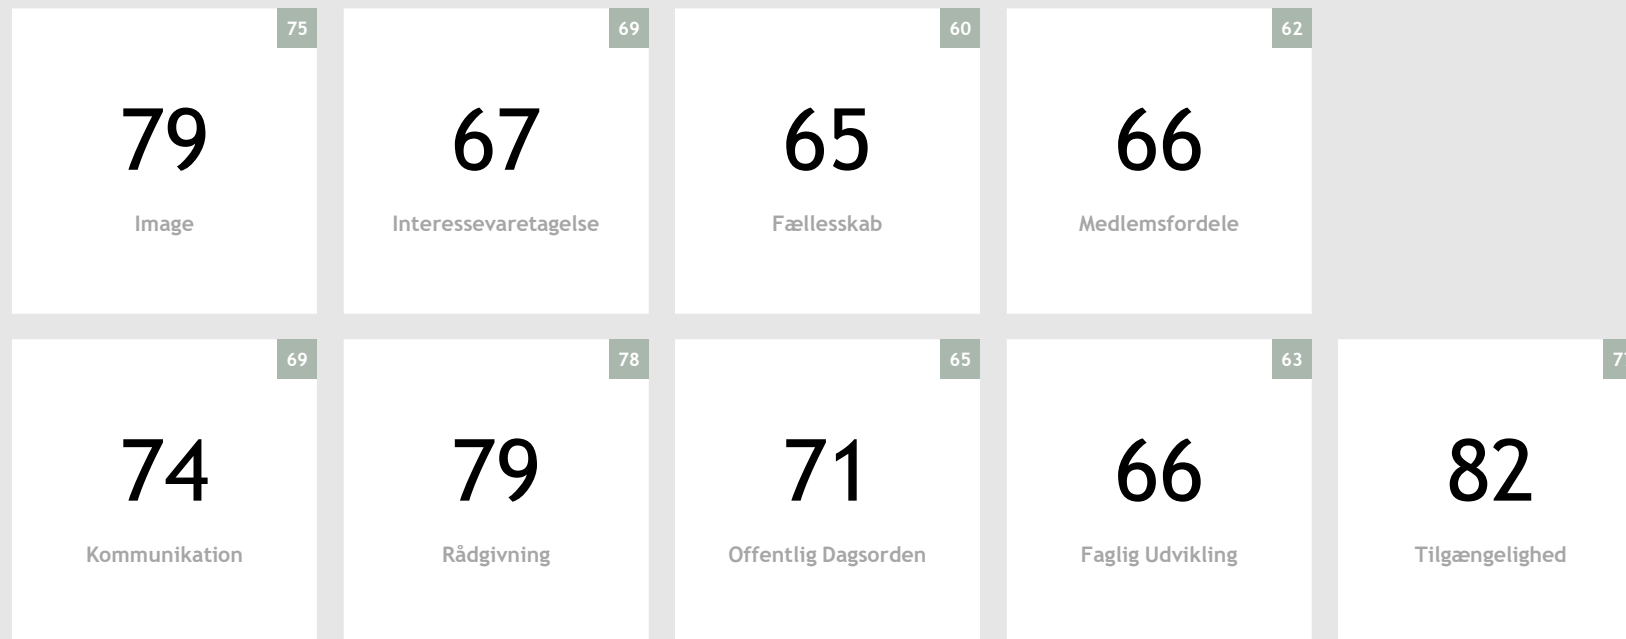 75
79
Image
69
67
Interessevaretagelse
60
65
Fællesskab
62
66
Medlemsfordele
69
74
Kommunikation
78
79
Rådgivning
65
71
Offentlig Dagsorden
63
66
Faglig Udvikling
82
Tilgængelighed